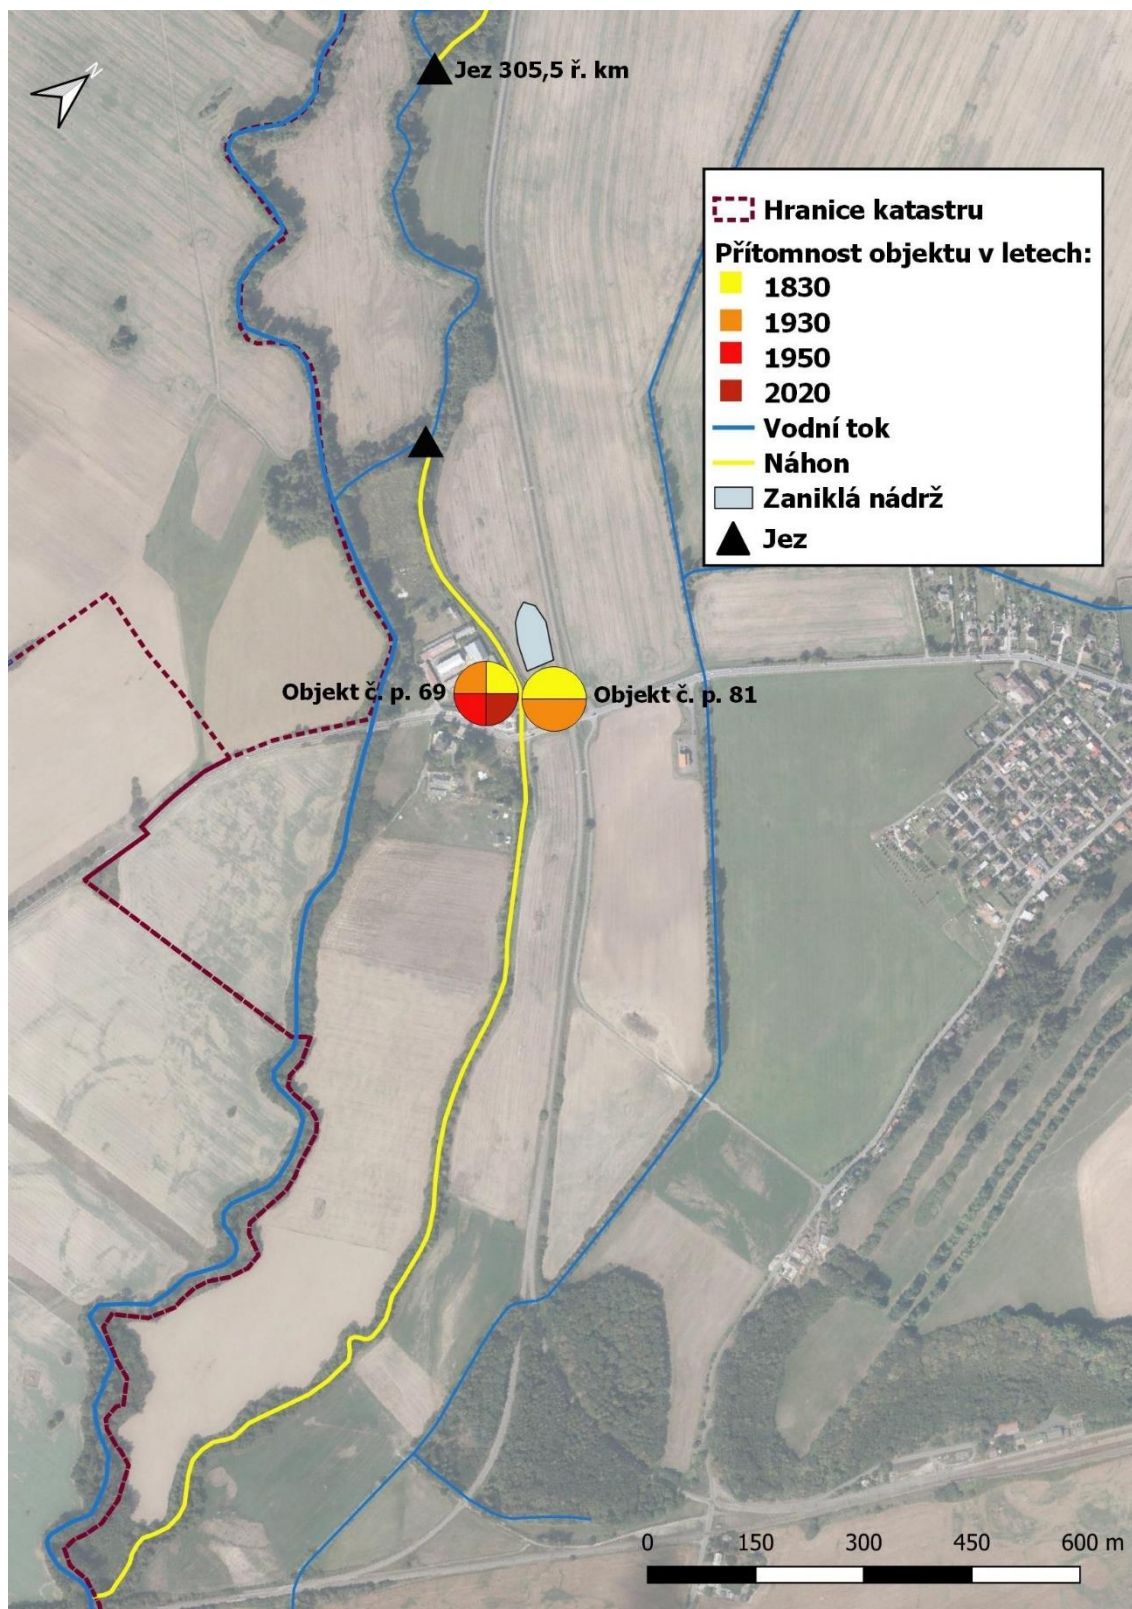 N
Jez 305,5 ř. km
Hranice katastru
Přítomnost objektu v letech:
1830
1930
1950
2020
Vodní tok
Náhon
Zaniklá nádrž
Jez
Objekt č. p. 69
Objekt č. p. 81
0 150 300 450 600 m